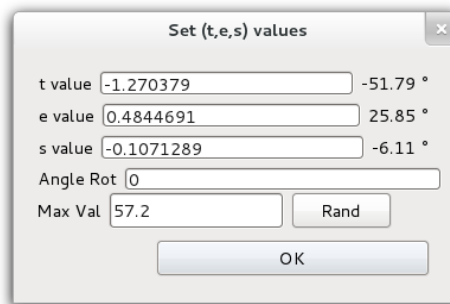 Set (t,e,s) values
x
t value -1.270379 -51.79 °
e value 0.4844691 25.85 °
s value -0.1071289 -6.11 °
Angle Rot 0
Max Val 57.2 Rand
OK